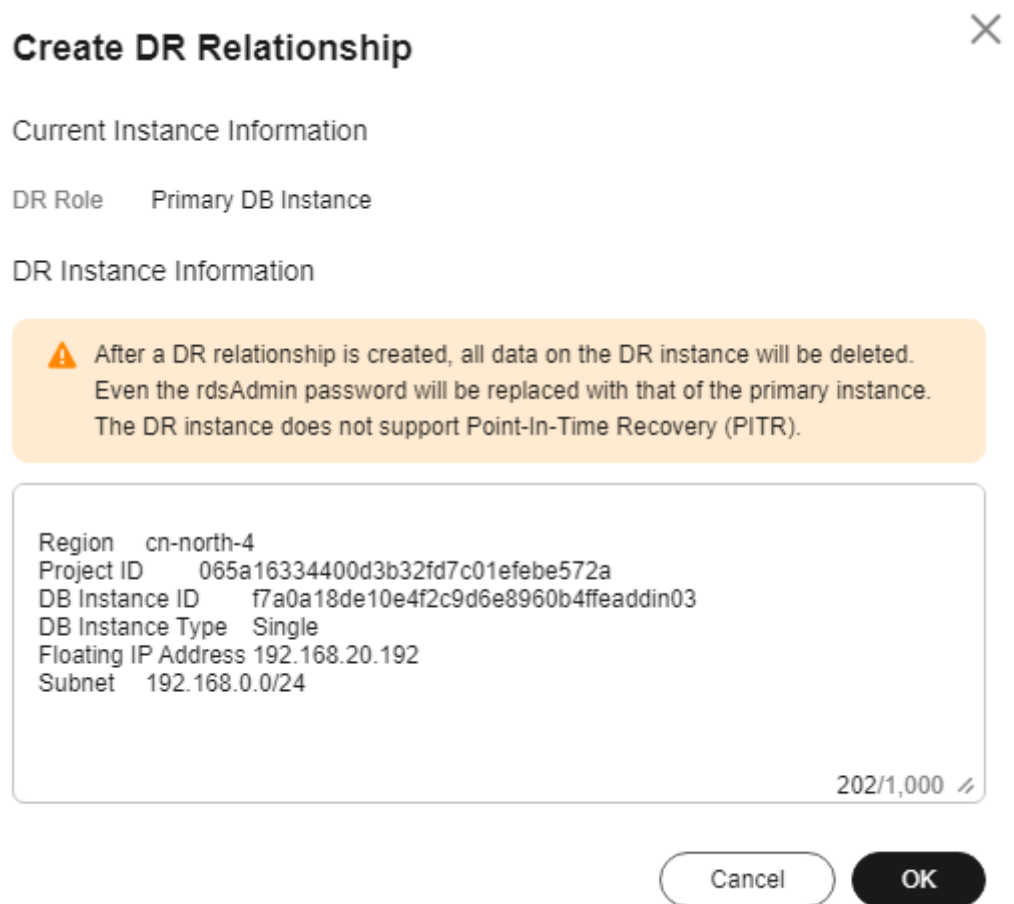 Create DR Relationship
Current Instance Information
DR Role Primary DB Instance
DR Instance Information
After a DR relationship is created, all data on the DR instance will be deleted.
Even the rdsAdmin password will be replaced with that of the primary instance.
The DR instance does not support Point-In-Time Recovery (PITR).
Region cn-north-4
Project ID 065a16334400d3b32fd7c01efebe572a
DB Instance ID f7a0a18de10e4f2c9d6e8960b4ffeaddin03
DB Instance Type Single
Floating IP Address 192.168.20.192
Subnet 192.168.0.0/24
202/1,000
Cancel OK